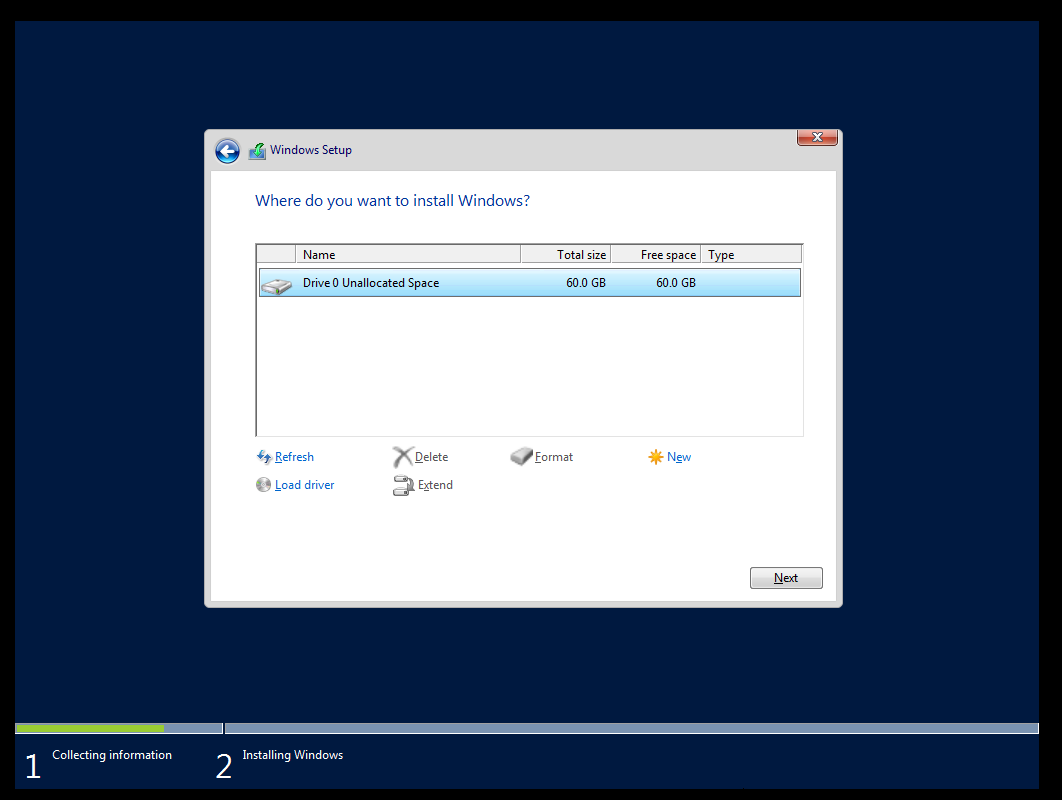 Windows Setup
Where do you want to install Windows?
Name Total size Free space Type
Drive 0 Unallocated Space 60.0 GB 60.0 GB
Refresh Delete Format New
Load driver Extend
Next
1 Collecting information 2 Installing Windows